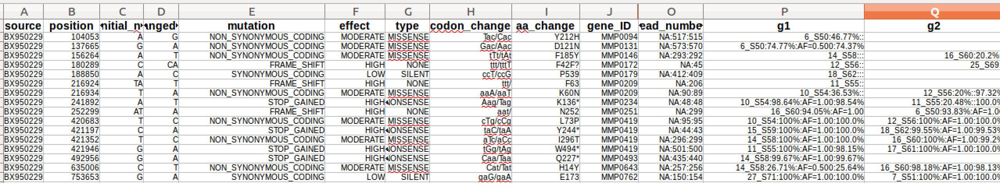 A B C D E F G H I J O P Q
source position nitial_n anged mutation effect type codon_change aa_change gene_ID ead_numbe g1 g2
BX950229 104053 A G NON_SYNONYMOUS_CODING MODERATE MISSENSE Tac/Cac Y212H MMP0094 NA:517:515 6_S50:46.77%::
BX950229 137665 G A NON_SYNONYMOUS_CODING MODERATE MISSENSE Gac/Aac D121N MMP0131 NA:573:570 6_S50:74.77%:AF=0.500:74.37%
BX950229 156264 A T NON_SYNONYMOUS_CODING MODERATE MISSENSE tTt/tAt F185Y MMP0146 NA:293:292 14_S58::: 16_S60:20.2%
BX950229 180289 C CA FRAME_SHIFT HIGH NONE ttt/tttT F42F? MMP0172 NA:45 12_S56:: 25_S69
BX950229 188850 A C SYNONYMOUS_CODING LOW SILENT ccT/ccG P539 MMP0179 NA:412:409 18_S62:::
BX950229 216924 TA T FRAME_SHIFT HIGH NONE ttt/ F63 MMP0209 NA:206 11_S55::
BX950229 216934 T A NON_SYNONYMOUS_CODING MODERATE MISSENSE aaA/aaT K60N MMP0209 NA:90:89 10_S54:36.53%:: 12_S56:20%::97.32%
BX950229 241892 A T STOP_GAINED HIGH NONSENSE Aag/Tag K136* MMP0234 NA:48:48 10_S54:98.64%:AF=1.00:98.54% 11_S55:20.48%::100.0%
BX950229 252299 AT A FRAME_SHIFT HIGH NONE aat/ N252 MMP0251 NA:299 16_S60:94.05%:AF=1.00 6_S50:93.83%:AF=1.0
BX950229 420683 T C NON_SYNONYMOUS_CODING MODERATE MISSENSE cTg/cCg L73P MMP0419 NA:95:95 10_S54:100%:AF=1.00:100.0% 12_S56:100%:AF=1.00:100.0%
BX950229 421197 C A STOP_GAINED HIGH NONSENSE taC/taA Y244* MMP0419 NA:44:43 15_S59:100%:AF=1.00:100.0% 18_S62:99.55%:AF=1.00:99.53%
BX950229 421352 T C NON_SYNONYMOUS_CODING MODERATE MISSENSE aTc/aCc I296T MMP0419 NA:296:299 14_S58:100%:AF=1.00:100.0% 16_S60:100%:AF=1.00:99.2%
BX950229 421946 G A STOP_GAINED HIGH NONSENSE tGg/tAg W494* MMP0419 NA:501:500 11_S55:100%:AF=1.00:98.15% 17_S61:100%:AF=1.00:100.0%
BX950229 492956 G A STOP_GAINED HIGH NONSENSE Caa/Taa Q227* MMP0493 NA:435:440 14_S58:99.67%:AF=1.00:99.67%
BX950229 635006 C T NON_SYNONYMOUS_CODING MODERATE MISSENSE Cat/Tat H14Y MMP0643 NA:257:256 14_S58:26.71%:AF=0.500:25.64% 16_S60:98.18%:AF=1.00:98.13%
BX950229 753653 G A SYNONYMOUS_CODING LOW SILENT gaG/gaA E173 MMP0762 NA:150:154 27_S71:100%:AF=1.00:100.0% 7_S51:100%:AF=1.00:100.0%